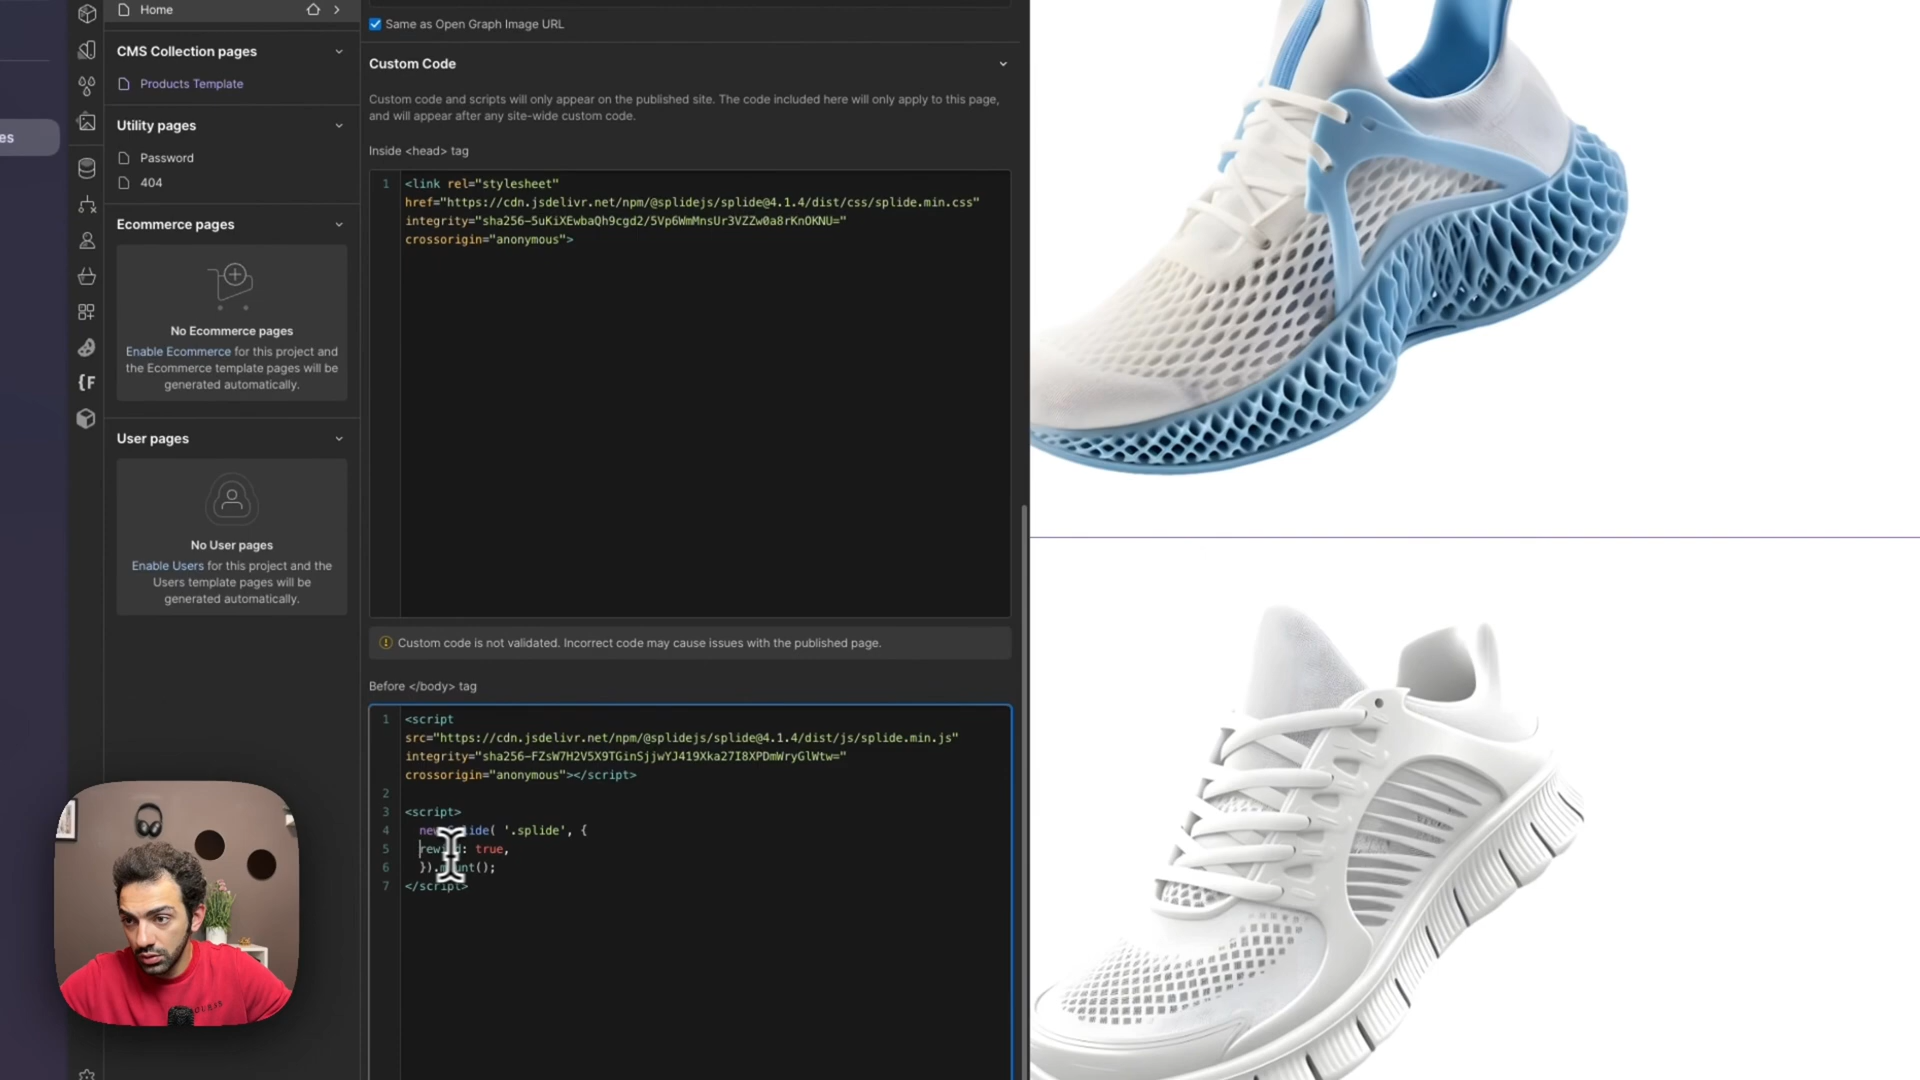 Home
CMS Collection pages
Products Template
Utility pages
Password
404
Ecommerce pages
No Ecommerce pages
Enable Ecommerce for this project and
the Ecommerce template pages will be
generated automatically.
User pages
No User pages
Enable Users for this project and the
Users template pages will be
generated automatically.
es
{F
Same as Open Graph Image URL
Custom Code
Custom code and scripts will only appear on the published site. The code included here will only apply to this page,
and will appear after any site-wide custom code.
Inside <head> tag
1 <link rel="stylesheet"
href="https://cdn.jsdelivr.net/npm/@splidejs/splide@4.1.4/dist/css/splide.min.css"
integrity="sha256-5uKiXEwbaQh9cgd2/5Vp6WmMnsUr3VZZw0a8rKnOKNU="
crossorigin="anonymous">
Custom code is not validated. Incorrect code may cause issues with the published page.
Before </body> tag
1 <script
src="https://cdn.jsdelivr.net/npm/@splidejs/splide@4.1.4/dist/js/splide.min.js"
integrity="sha256-FZsW7H2V5X9TGinSjjwYJ419Xka27I8XPDmWryGlWtw="
crossorigin="anonymous"></script>
2
3 <script>
4 new Splide( '.splide', {
5 rewind: true,
6 }).mount();
7 </script>